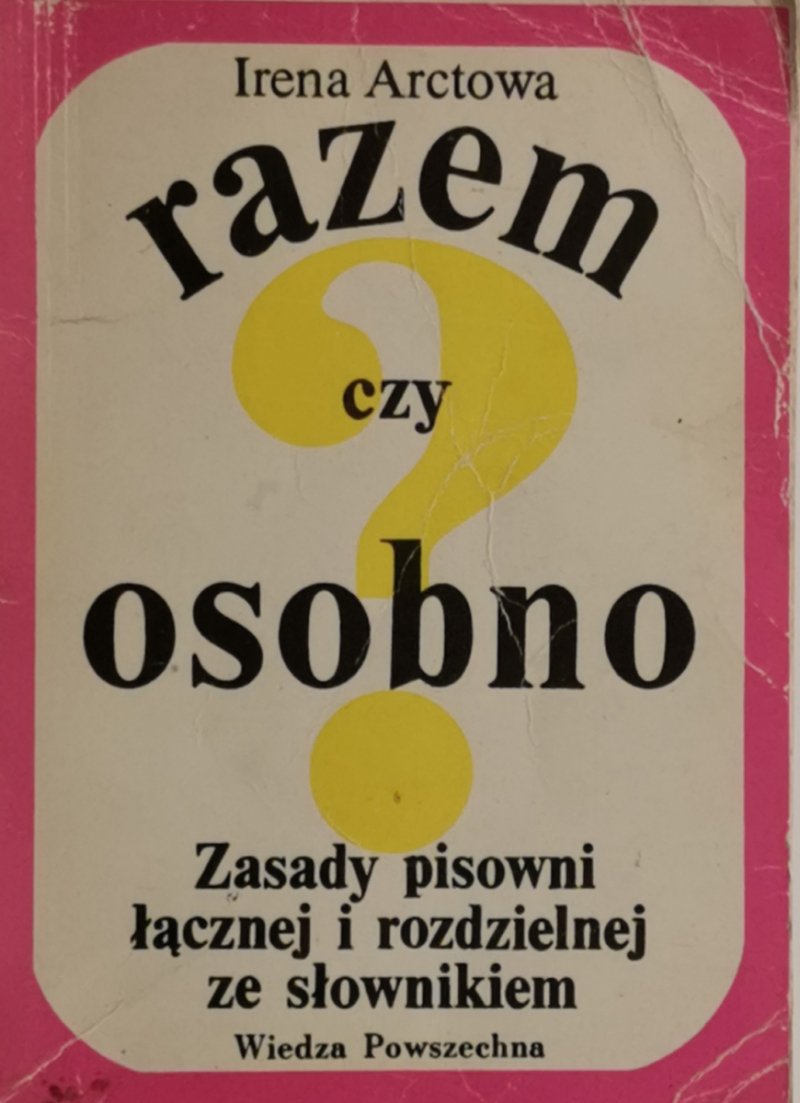 Irena Arctowa
razem
czy
osobno
?
Zasady pisowni
łącznej i rozdzielnej
ze słownikiem
Wiedza Powszechna